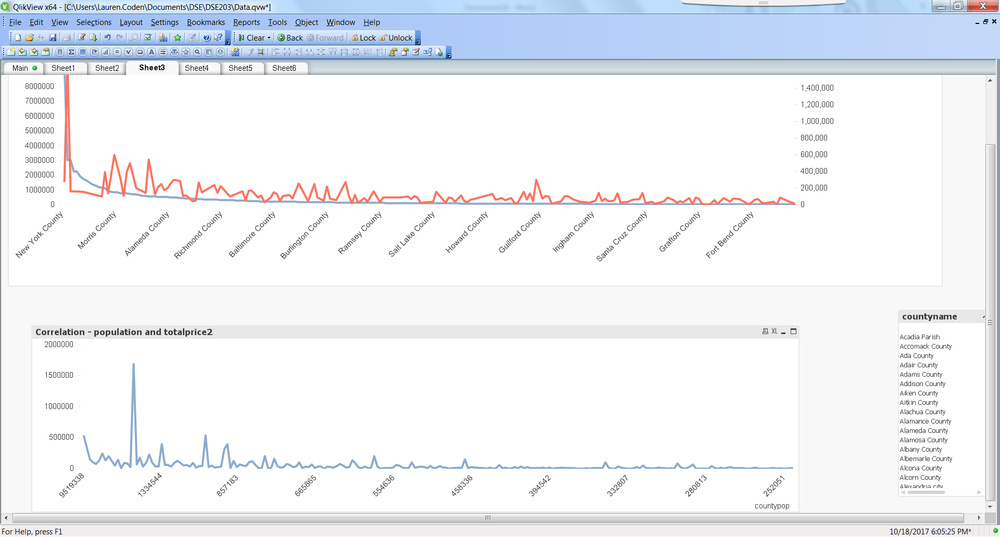 QlikView x64 - [C:\Users\Lauren.Coden\Documents\DSE\DSE203\Data.qvw*]
File Edit View Selections Layout Settings Bookmarks Reports Tools Object Window Help
Clear Back Forward Lock Unlock
Main Sheet1 Sheet2 Sheet3 Sheet4 Sheet5 Sheet6
8000000
7000000
6000000
5000000
4000000
3000000
2000000
1000000
0
1,400,000
1,200,000
1,000,000
800,000
600,000
400,000
200,000
0
New York County
Morris County
Alameda County
Richmond County
Baltimore County
Burlington County
Ramsey County
Salt Lake County
Howard County
Guilford County
Ingham County
Santa Cruz County
Grafton County
Fort Bend County
Correlation - population and totalprice2
XL
2000000
1500000
1000000
500000
0
9519338
1334544
857183
665865
554636
458336
394542
332807
280813
252051
countypop
countyname
Acadia Parish
Accomack County
Ada County
Adair County
Adams County
Addison County
Aiken County
Aitkin County
Alachua County
Alamance County
Alameda County
Alamosa County
Albany County
Albemarle County
Alcona County
Alcorn County
Alexandria city
For Help, press F1
10/18/2017 6:05:25 PM*